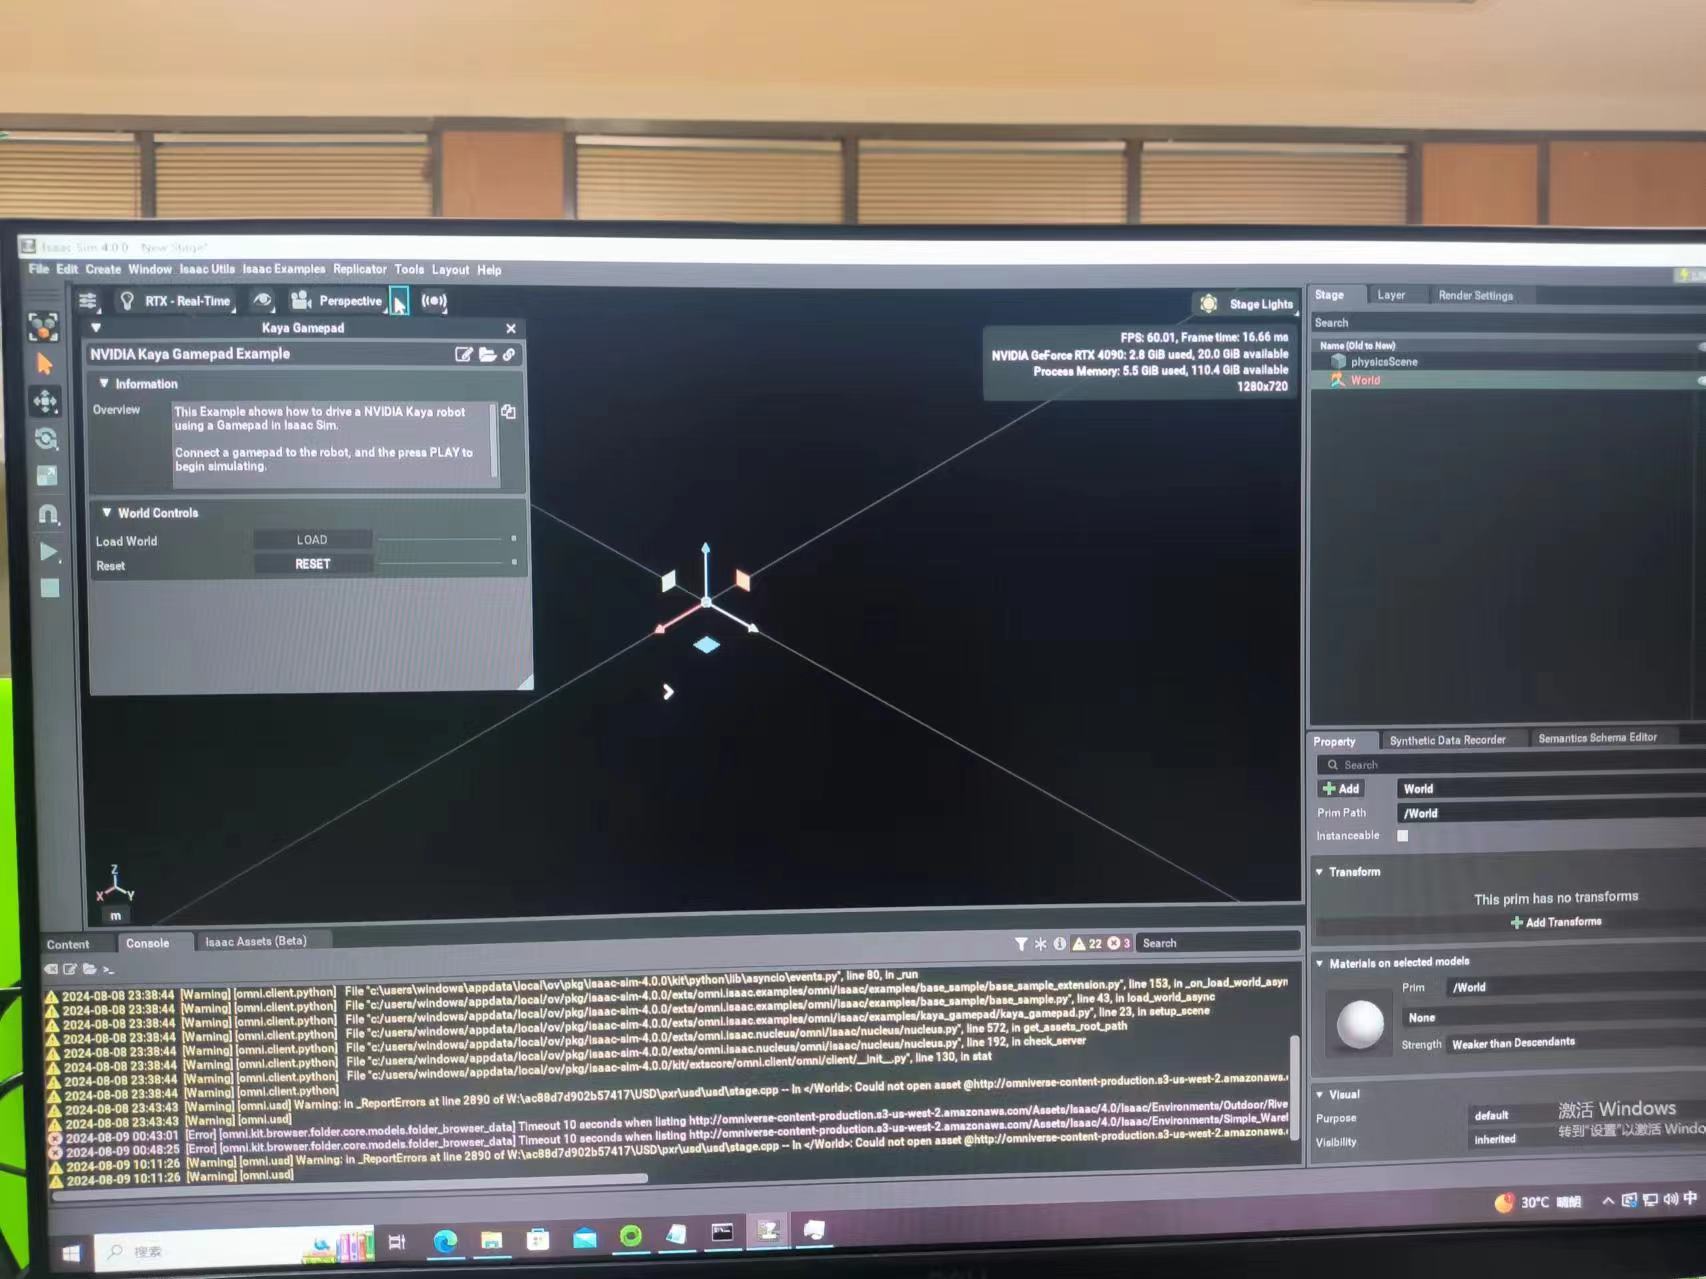 Isaac Sim 4.0.0 New Stage*
File Edit Create Window Isaac Utils Isaac Examples Replicator Tools Layout Help
RTX - Real-Time
Perspective
Stage Lights
FPS: 60.01, Frame time: 16.66 ms
NVIDIA GeForce RTX 4090: 2.8 GiB used, 20.0 GiB available
Process Memory: 5.5 GiB used, 110.4 GiB available
1280x720
Kaya Gamepad
NVIDIA Kaya Gamepad Example
Information
Overview
This Example shows how to drive a NVIDIA Kaya robot
using a Gamepad in Isaac Sim.
Connect a gamepad to the robot, and the press PLAY to
begin simulating.
World Controls
Load World LOAD
Reset RESET
Z
X Y
m
Stage Layer Render Settings
Search
Name (Old to New)
physicsScene
World
Property Synthetic Data Recorder Semantics Schema Editor
Search
Add World
Prim Path /World
Instanceable
Transform
This prim has no transforms
Add Transforms
Materials on selected models
Prim /World
None
Strength Weaker than Descendants
Visual
Purpose default
Visibility inherited
激活 Windows
转到"设置"以激活 Windo
Content Console Isaac Assets (Beta)
22 3 Search
File "c:\users\windows\appdata\local\ov\pkg\isaac-sim-4.0.0\kit\python\lib\asyncio\events.py", line 80, in _run
2024-08-08 23:38:44 [Warning] [omni.client.python] File "c:/users/windows/appdata/local/ov/pkg/isaac-sim-4.0.0/exts/omni.isaac.examples/omni/isaac/examples/base_sample/base_sample_extension.py", line 153, in _on_load_world_asyn
2024-08-08 23:38:44 [Warning] [omni.client.python] File "c:/users/windows/appdata/local/ov/pkg/isaac-sim-4.0.0/exts/omni.isaac.examples/omni/isaac/examples/base_sample/base_sample.py", line 43, in load_world_async
2024-08-08 23:38:44 [Warning] [omni.client.python] File "c:/users/windows/appdata/local/ov/pkg/isaac-sim-4.0.0/exts/omni.isaac.examples/omni/isaac/examples/kaya_gamepad/kaya_gamepad.py", line 23, in setup_scene
2024-08-08 23:38:44 [Warning] [omni.client.python] File "c:/users/windows/appdata/local/ov/pkg/isaac-sim-4.0.0/exts/omni.isaac.nucleus/omni/isaac/nucleus/nucleus.py", line 572, in get_assets_root_path
2024-08-08 23:38:44 [Warning] [omni.client.python] File "c:/users/windows/appdata/local/ov/pkg/isaac-sim-4.0.0/exts/omni.isaac.nucleus/omni/isaac/nucleus/nucleus.py", line 192, in check_server
2024-08-08 23:38:44 [Warning] [omni.client.python] File "c:/users/windows/appdata/local/ov/pkg/isaac-sim-4.0.0/kit/extscore/omni.client/omni/client/__init__.py", line 130, in stat
2024-08-08 23:38:44 [Warning] [omni.client.python]
2024-08-08 23:43:43 [Warning] [omni.usd] Warning: in _ReportErrors at line 2890 of W:\ac88d7d902b57417\USD\pxr\usd\usd\stage.cpp -- In </World>: Could not open asset @http://omniverse-content-production.s3-us-west-2.amazonaws.
2024-08-08 23:43:43 [Warning] [omni.usd]
2024-08-09 00:43:01 [Error] [omni.kit.browser.folder.core.models.folder_browser_data] Timeout 10 seconds when listing http://omniverse-content-production.s3-us-west-2.amazonaws.com/Assets/Isaac/4.0/Isaac/Environments/Outdoor/Rive
2024-08-09 00:48:25 [Error] [omni.kit.browser.folder.core.models.folder_browser_data] Timeout 10 seconds when listing http://omniverse-content-production.s3-us-west-2.amazonaws.com/Assets/Isaac/4.0/Isaac/Environments/Simple_Wareh
2024-08-09 10:11:26 [Warning] [omni.usd] Warning: in _ReportErrors at line 2890 of W:\ac88d7d902b57417\USD\pxr\usd\usd\stage.cpp -- In </World>: Could not open asset @http://omniverse-content-production.s3-us-west-2.amazonaws.
2024-08-09 10:11:26 [Warning] [omni.usd]
搜索
30°C 晴朗
中